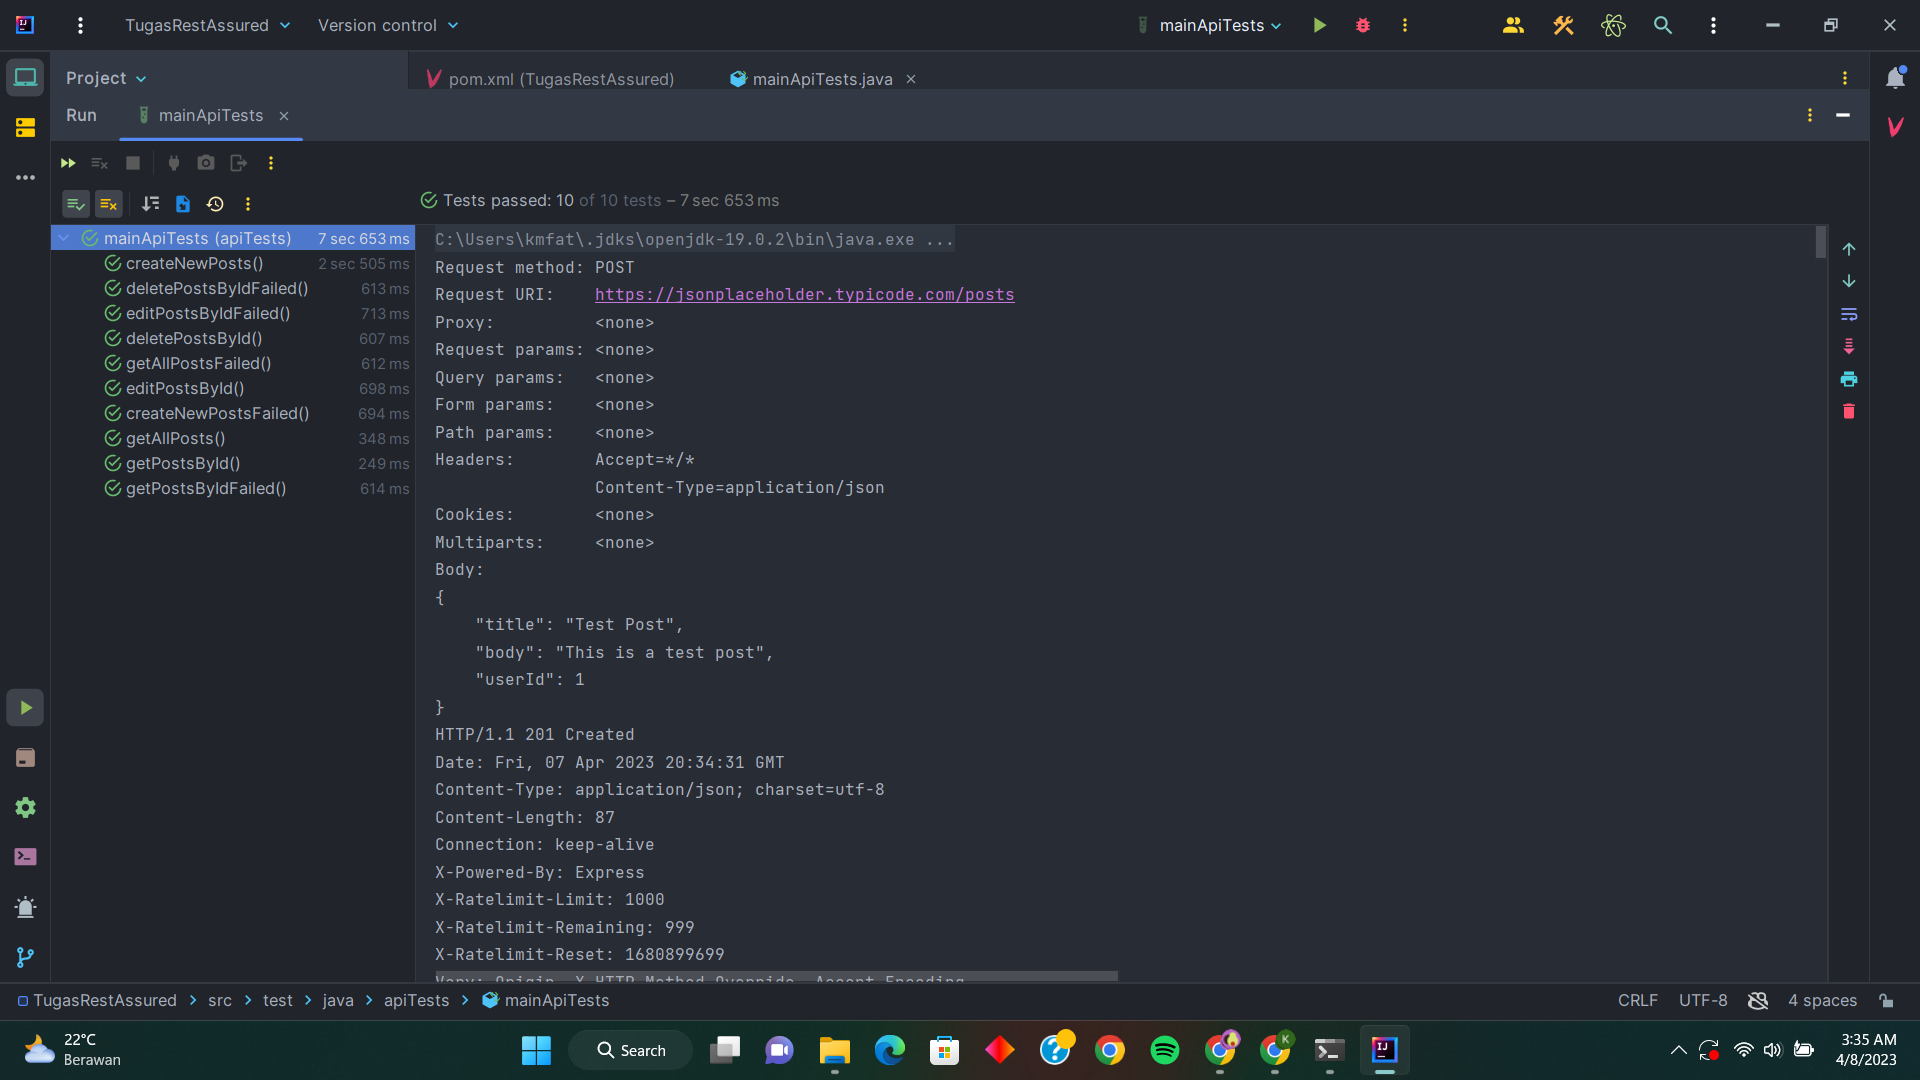 TugasRestAssured
Version control
mainApiTests
Project
pom.xml (TugasRestAssured)
mainApiTests.java
Run
mainApiTests
Tests passed: 10 of 10 tests – 7 sec 653 ms
mainApiTests (apiTests) 7 sec 653 ms
createNewPosts() 2 sec 505 ms
deletePostsByIdFailed() 613 ms
editPostsByIdFailed() 713 ms
deletePostsById() 607 ms
getAllPostsFailed() 612 ms
editPostsById() 698 ms
createNewPostsFailed() 694 ms
getAllPosts() 348 ms
getPostsById() 249 ms
getPostsByIdFailed() 614 ms
C:\Users\kmfat\.jdks\openjdk-19.0.2\bin\java.exe ...
Request method: POST
Request URI: https://jsonplaceholder.typicode.com/posts
Proxy: <none>
Request params: <none>
Query params: <none>
Form params: <none>
Path params: <none>
Headers: Accept=*/*
Content-Type=application/json
Cookies: <none>
Multiparts: <none>
Body:
{
"title": "Test Post",
"body": "This is a test post",
"userId": 1
}
HTTP/1.1 201 Created
Date: Fri, 07 Apr 2023 20:34:31 GMT
Content-Type: application/json; charset=utf-8
Content-Length: 87
Connection: keep-alive
X-Powered-By: Express
X-Ratelimit-Limit: 1000
X-Ratelimit-Remaining: 999
X-Ratelimit-Reset: 1680899699
Vary: Origin, X-HTTP-Method-Override, Accept-Encoding
TugasRestAssured > src > test > java > apiTests > mainApiTests
CRLF
UTF-8
4 spaces
22°C
Berawan
Search
K
3:35 AM
4/8/2023